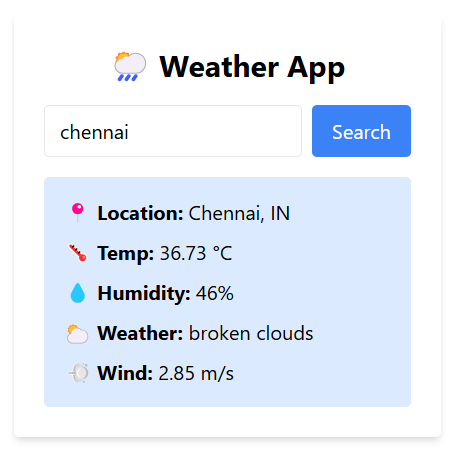 Weather App
chennai
Search
Location: Chennai, IN
Temp: 36.73 °C
Humidity: 46%
Weather: broken clouds
Wind: 2.85 m/s